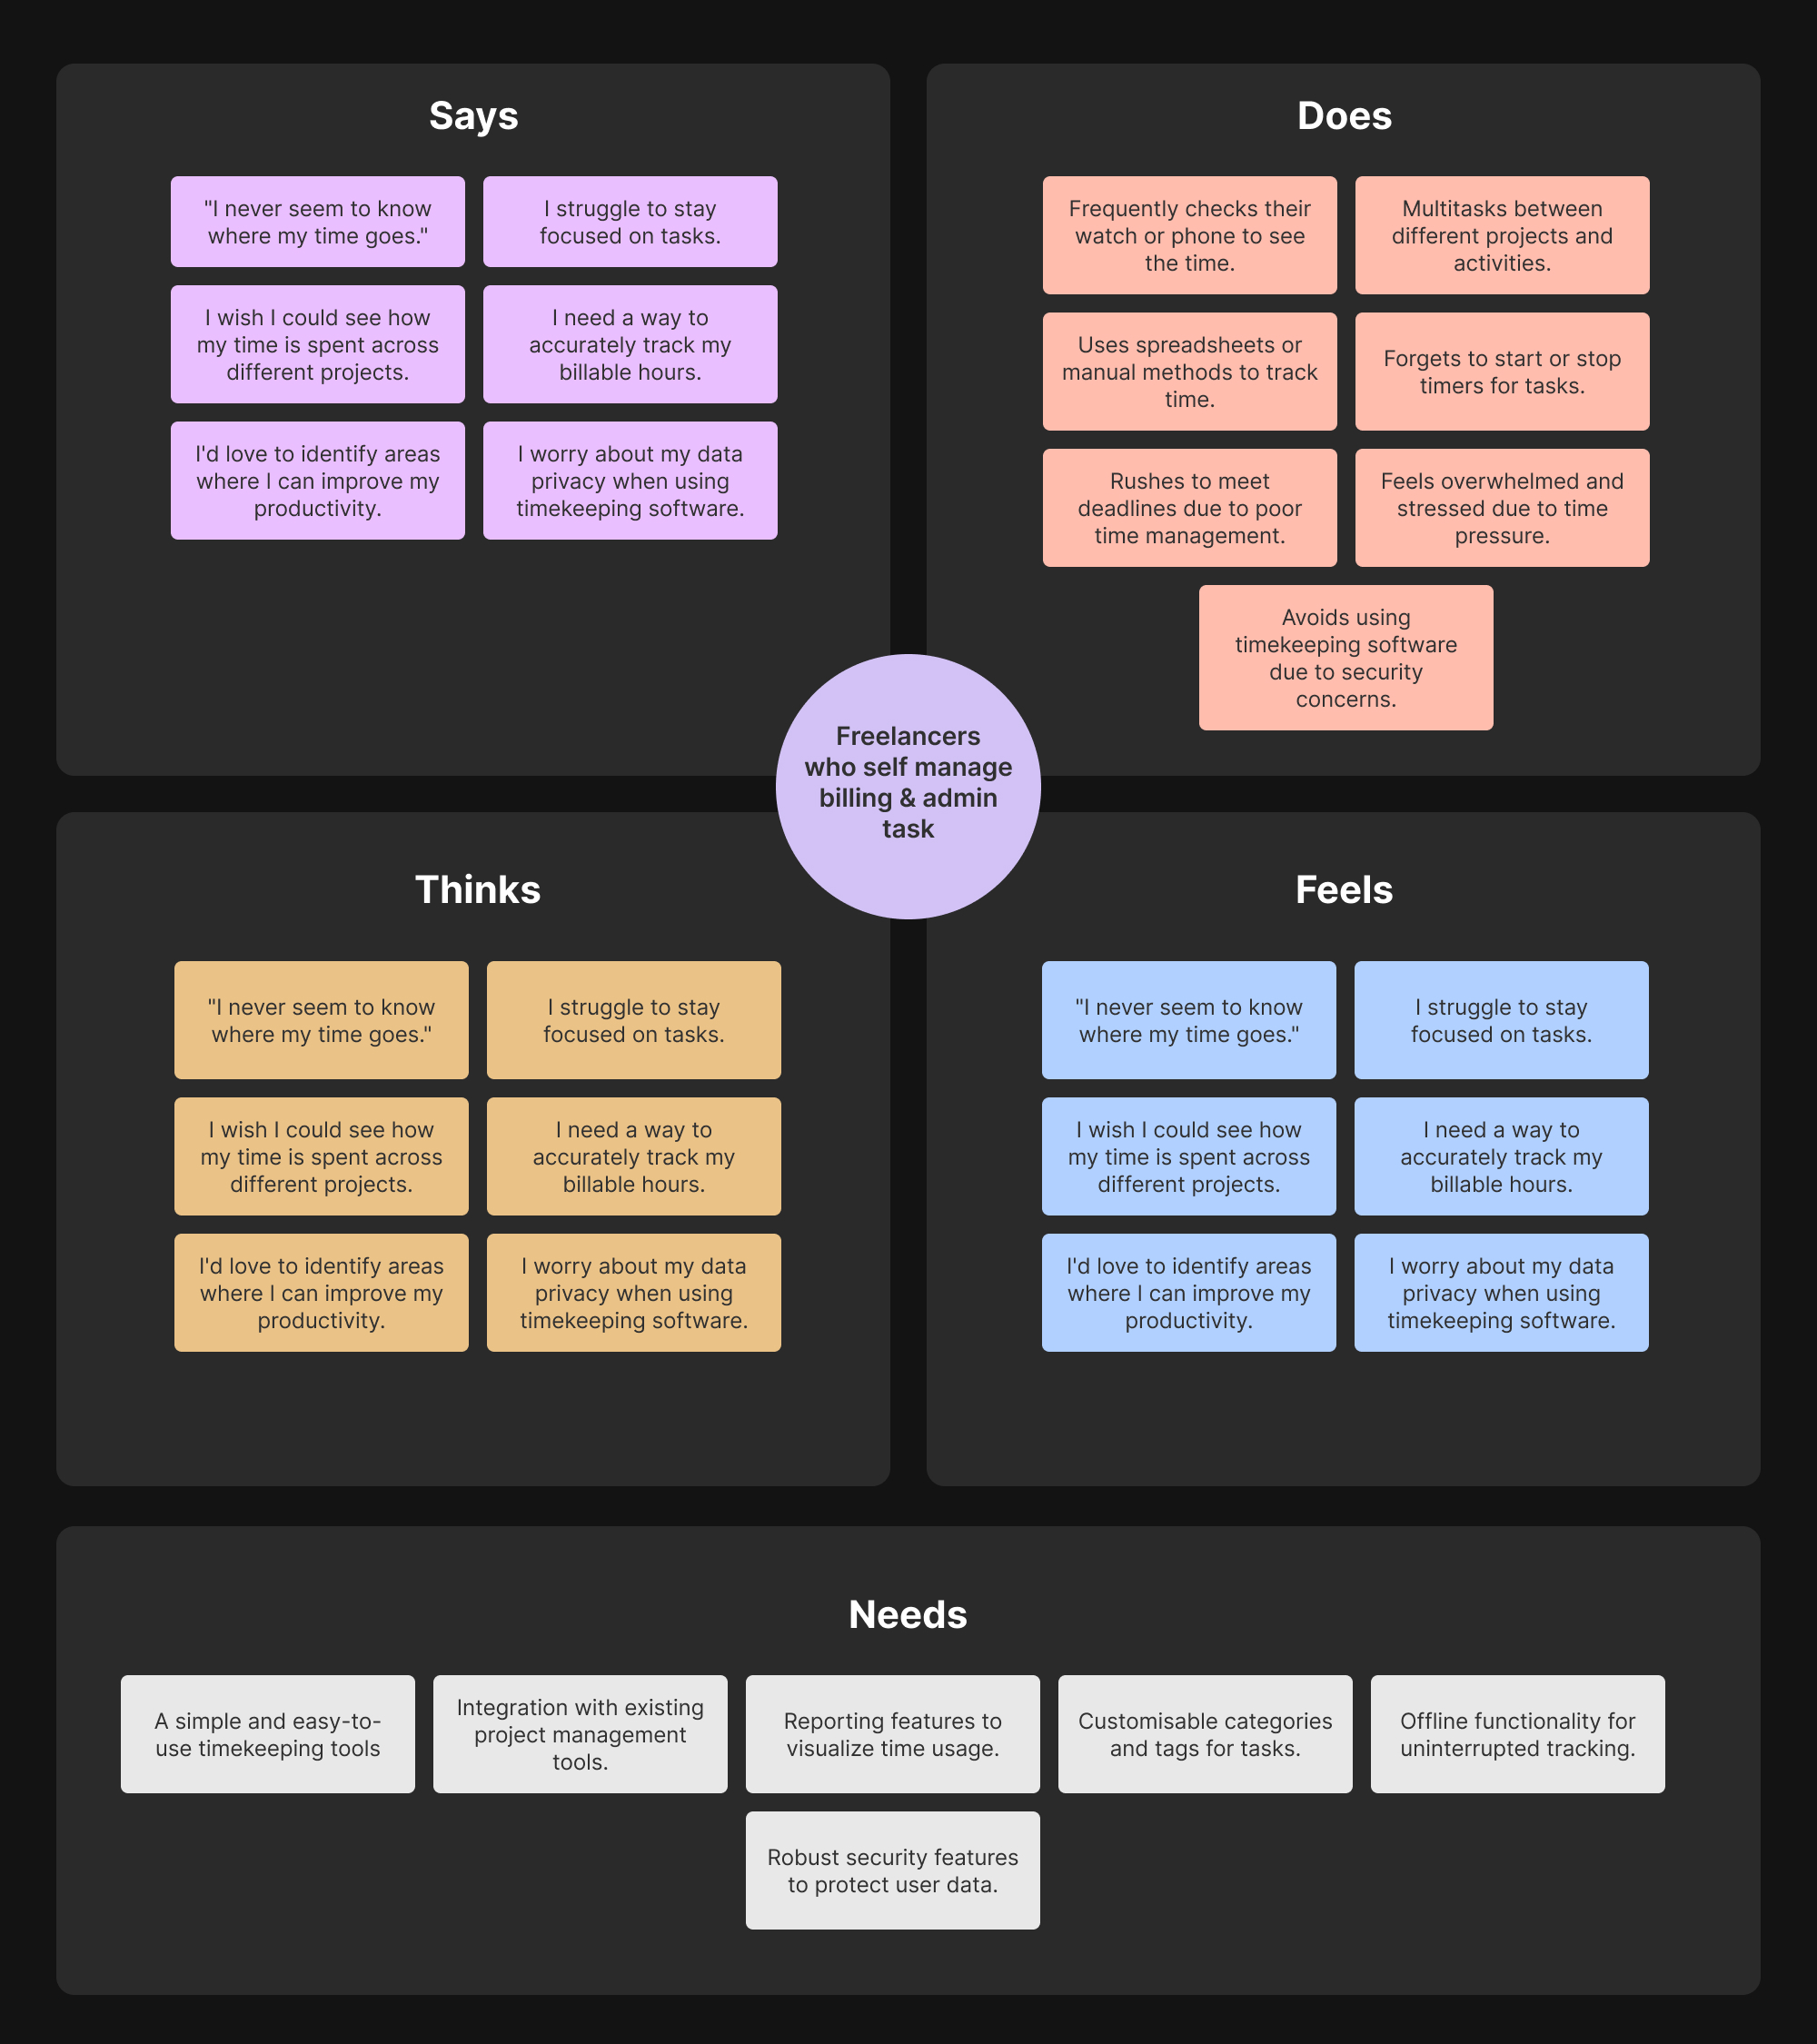 Says
"I never seem to know
where my time goes."
I struggle to stay
focused on tasks.
I wish I could see how
my time is spent across
different projects.
I need a way to
accurately track my
billable hours.
I'd love to identify areas
where I can improve my
productivity.
I worry about my data
privacy when using
timekeeping software.
Does
Frequently checks their
watch or phone to see
the time.
Multitasks between
different projects and
activities.
Uses spreadsheets or
manual methods to track
time.
Forgets to start or stop
timers for tasks.
Rushes to meet
deadlines due to poor
time management.
Feels overwhelmed and
stressed due to time
pressure.
Avoids using
timekeeping software
due to security
concerns.
Freelancers
who self manage
billing & admin
task
Thinks
"I never seem to know
where my time goes."
I struggle to stay
focused on tasks.
I wish I could see how
my time is spent across
different projects.
I need a way to
accurately track my
billable hours.
I'd love to identify areas
where I can improve my
productivity.
I worry about my data
privacy when using
timekeeping software.
Feels
"I never seem to know
where my time goes."
I struggle to stay
focused on tasks.
I wish I could see how
my time is spent across
different projects.
I need a way to
accurately track my
billable hours.
I'd love to identify areas
where I can improve my
productivity.
I worry about my data
privacy when using
timekeeping software.
Needs
A simple and easy-to-
use timekeeping tools
Integration with existing
project management
tools.
Reporting features to
visualize time usage.
Customisable categories
and tags for tasks.
Offline functionality for
uninterrupted tracking.
Robust security features
to protect user data.